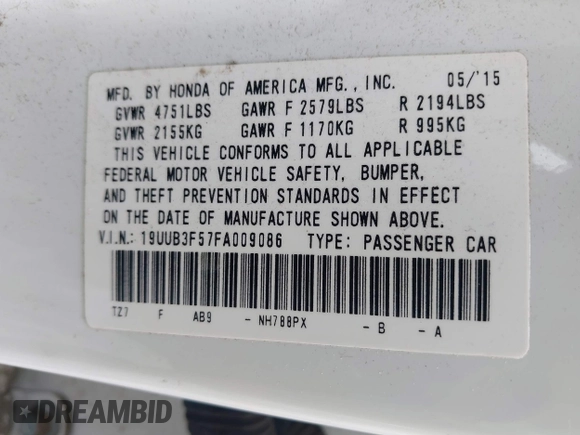 MFD. BY HONDA OF AMERICA MFG., INC. 05/'15
GVWR 4751LBS GAWR F 2579LBS R 2194LBS
GVWR 2155KG GAWR F 1170KG R 995KG
THIS VEHICLE CONFORMS TO ALL APPLICABLE
FEDERAL MOTOR VEHICLE SAFETY, BUMPER,
AND THEFT PREVENTION STANDARDS IN EFFECT
ON THE DATE OF MANUFACTURE SHOWN ABOVE.
V.I.N.: 19UUB3F57FA009086 TYPE: PASSENGER CAR
TZ7 F AB9 - NH788PX - B - A
DREAMBID